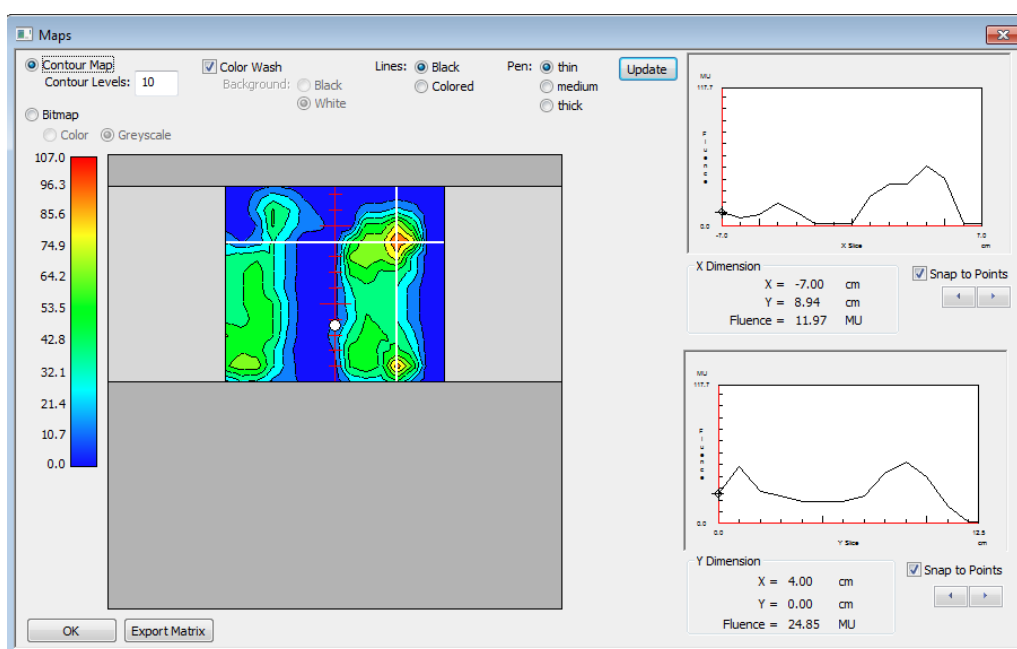 Maps
Contour Map
Contour Levels: 10
Color Wash
Background: Black
White
Lines: Black
Colored
Pen: thin
medium
thick
Update
Bitmap
Color Greyscale
107.0
96.3
85.6
74.9
64.2
53.5
42.8
32.1
21.4
10.7
0.0
MU
117.7
Fluence
0.0
-7.0
X Slice
7.0
cm
X Dimension
X = -7.00 cm
Y = 8.94 cm
Fluence = 11.97 MU
Snap to Points
MU
117.7
Fluence
0.0
0.0
Y Slice
12.5
cm
Y Dimension
X = 4.00 cm
Y = 0.00 cm
Fluence = 24.85 MU
Snap to Points
OK
Export Matrix